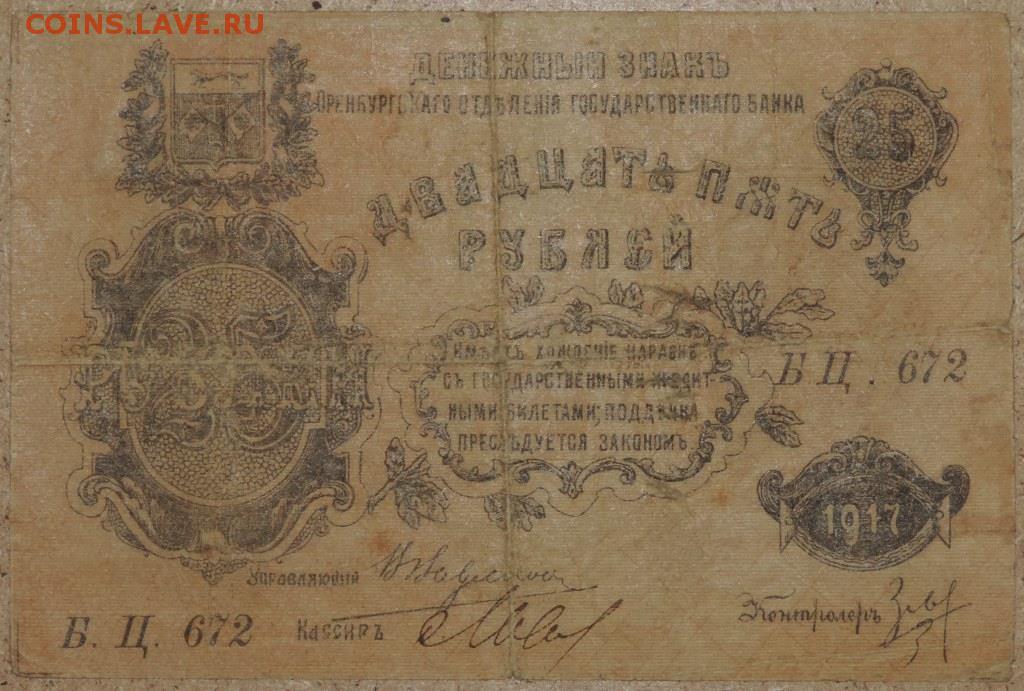 COINS.LAVE.RU
ДЕНЕЖНЫЙ ЗНАКЪ
ОРЕНБУРГСКАГО ОТДѢЛЕНІЯ ГОСУДАРСТВЕННАГО БАНКА
25
ДВАДЦАТЬ ПЯТЬ
РУБЛЕЙ
25
ИМѢЕТЪ ХОЖДЕНІЕ НАРАВНѢ
СЪ ГОСУДАРСТВЕННЫМИ КРЕДИТ-
НЫМИ БИЛЕТАМИ; ПОДДѢЛКА
ПРЕСЛѢДУЕТСЯ ЗАКОНОМЪ
Б Ц . 672
1917
УПРАВЛЯЮЩІЙ
Б. Ц. 672
КАССИРЪ
Контролеръ